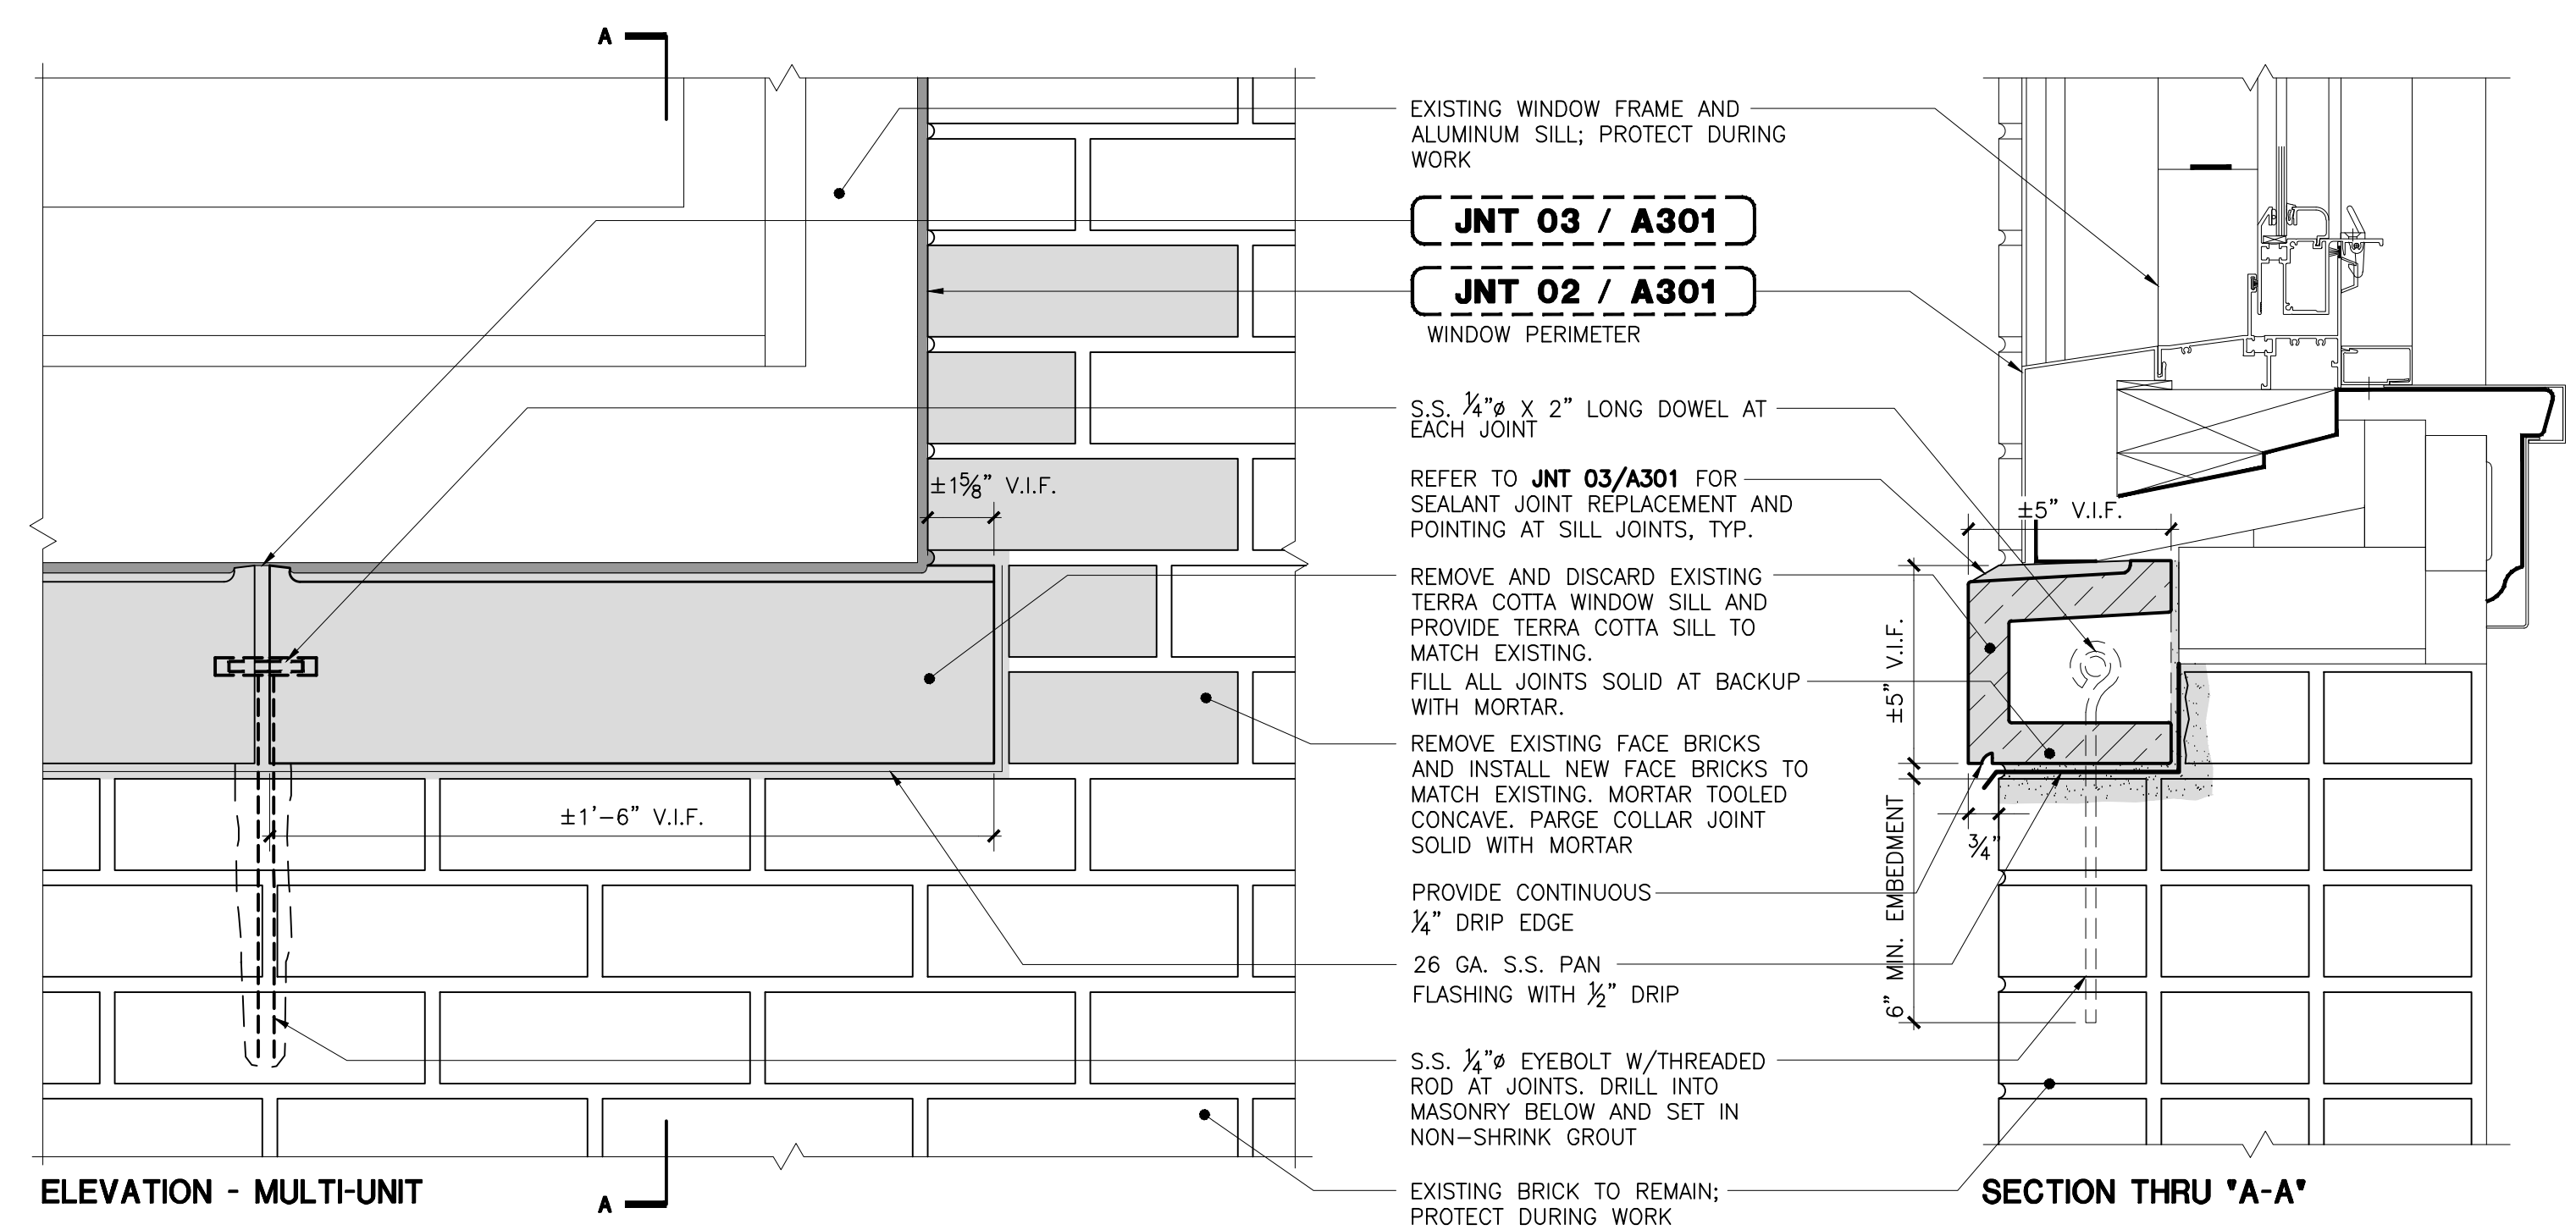 A
EXISTING WINDOW FRAME AND
ALUMINUM SILL; PROTECT DURING
WORK
JNT 03 / A301
JNT 02 / A301
WINDOW PERIMETER
S.S. ¼"ø X 2" LONG DOWEL AT
EACH JOINT
REFER TO JNT 03/A301 FOR
SEALANT JOINT REPLACEMENT AND
POINTING AT SILL JOINTS, TYP.
REMOVE AND DISCARD EXISTING
TERRA COTTA WINDOW SILL AND
PROVIDE TERRA COTTA SILL TO
MATCH EXISTING.
FILL ALL JOINTS SOLID AT BACKUP
WITH MORTAR.
REMOVE EXISTING FACE BRICKS
AND INSTALL NEW FACE BRICKS TO
MATCH EXISTING. MORTAR TOOLED
CONCAVE. PARGE COLLAR JOINT
SOLID WITH MORTAR
PROVIDE CONTINUOUS
¼" DRIP EDGE
26 GA. S.S. PAN
FLASHING WITH ½" DRIP
S.S. ¼"ø EYEBOLT W/THREADED
ROD AT JOINTS. DRILL INTO
MASONRY BELOW AND SET IN
NON-SHRINK GROUT
EXISTING BRICK TO REMAIN;
PROTECT DURING WORK
±1⅝" V.I.F.
±1'-6" V.I.F.
±5" V.I.F.
±5" V.I.F.
¾"
6" MIN. EMBEDMENT
A
ELEVATION - MULTI-UNIT
SECTION THRU "A-A"